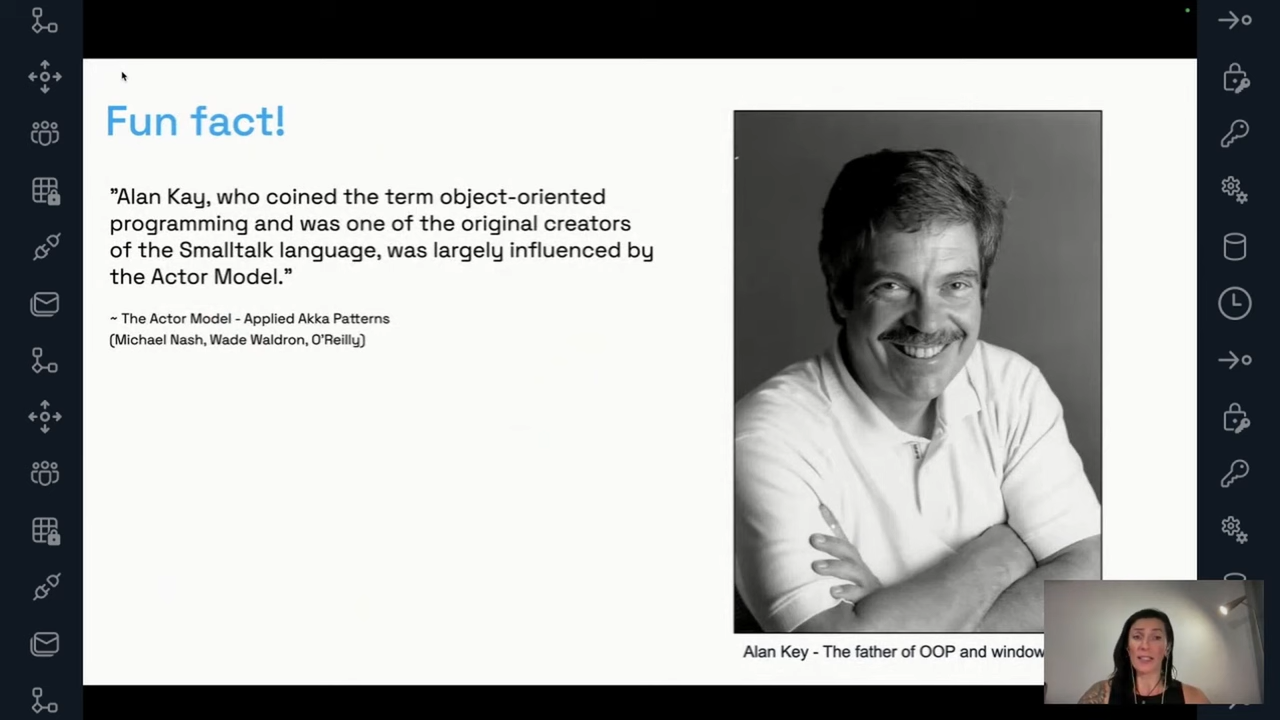 Fun fact!
"Alan Kay, who coined the term object-oriented
programming and was one of the original creators
of the Smalltalk language, was largely influenced by
the Actor Model."
~ The Actor Model - Applied Akka Patterns
(Michael Nash, Wade Waldron, O'Reilly)
Alan Key - The father of OOP and window